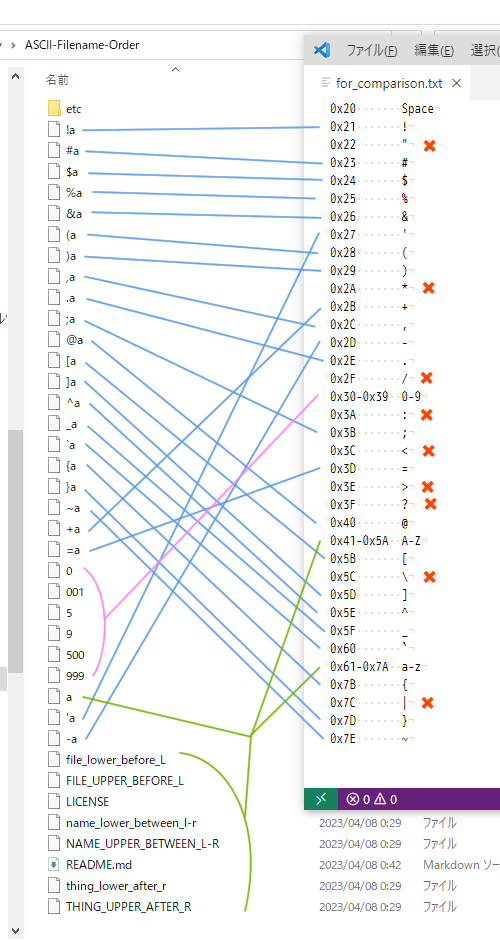 ASCII-Filename-Order
名前
etc
!a
#a
$a
%a
&a
(a
)a
,a
.a
;a
@a
[a
]a
^a
_a
`a
{a
}a
~a
+a
=a
0
001
5
9
500
999
a
'a
-a
file_lower_before_L
FILE_UPPER_BEFORE_L
LICENSE
name_lower_between_l-r
NAME_UPPER_BETWEEN_L-R
README.md
thing_lower_after_r
THING_UPPER_AFTER_R
ファイル(F) 編集(E) 選択(
for_comparison.txt
0x20 Space
0x21 !
0x22 "
0x23 #
0x24 $
0x25 %
0x26 &
0x27 '
0x28 (
0x29 )
0x2A *
0x2B +
0x2C ,
0x2D -
0x2E .
0x2F /
0x30-0x39 0-9
0x3A :
0x3B ;
0x3C <
0x3D =
0x3E >
0x3F ?
0x40 @
0x41-0x5A A-Z
0x5B [
0x5C \
0x5D ]
0x5E ^
0x5F _
0x60 `
0x61-0x7A a-z
0x7B {
0x7C |
0x7D }
0x7E ~
0 0
2023/04/08 0:29 ファイル
2023/04/08 0:29 ファイル
2023/04/08 0:42 Markdown ソー
2023/04/08 0:29 ファイル
2023/04/08 0:29 ファイル